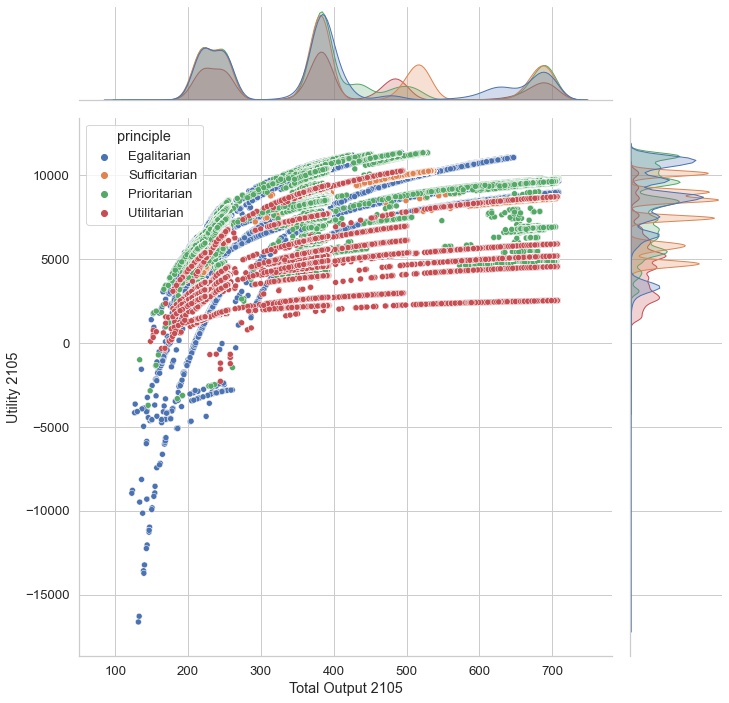 principle
Egalitarian
Sufficitarian
Prioritarian
Utilitarian
10000
5000
0
−5000
−10000
−15000
Utility 2105
100 200 300 400 500 600 700
Total Output 2105